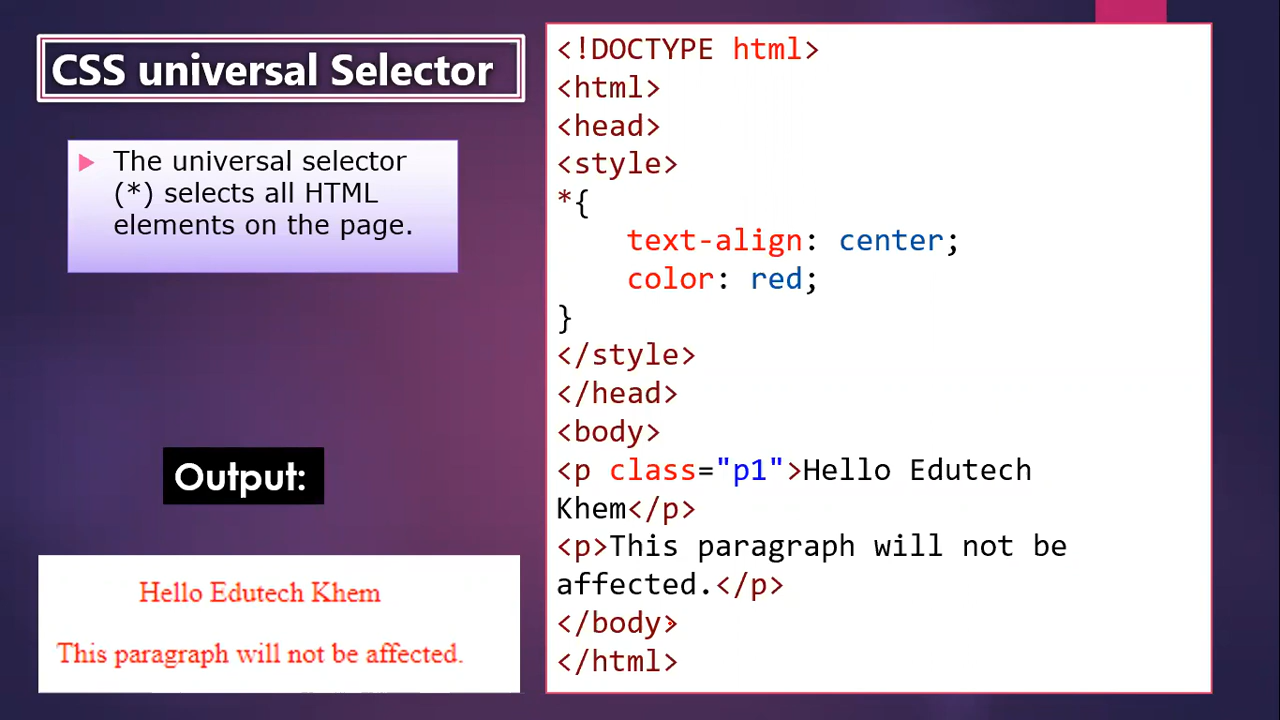 CSS universal Selector
The universal selector
(*) selects all HTML
elements on the page.
Output:
Hello Edutech Khem
This paragraph will not be affected.
<!DOCTYPE html>
<html>
<head>
<style>
*{
    text-align: center;
    color: red;
}
</style>
</head>
<body>
<p class="p1">Hello Edutech
Khem</p>
<p>This paragraph will not be
affected.</p>
</body>
</html>